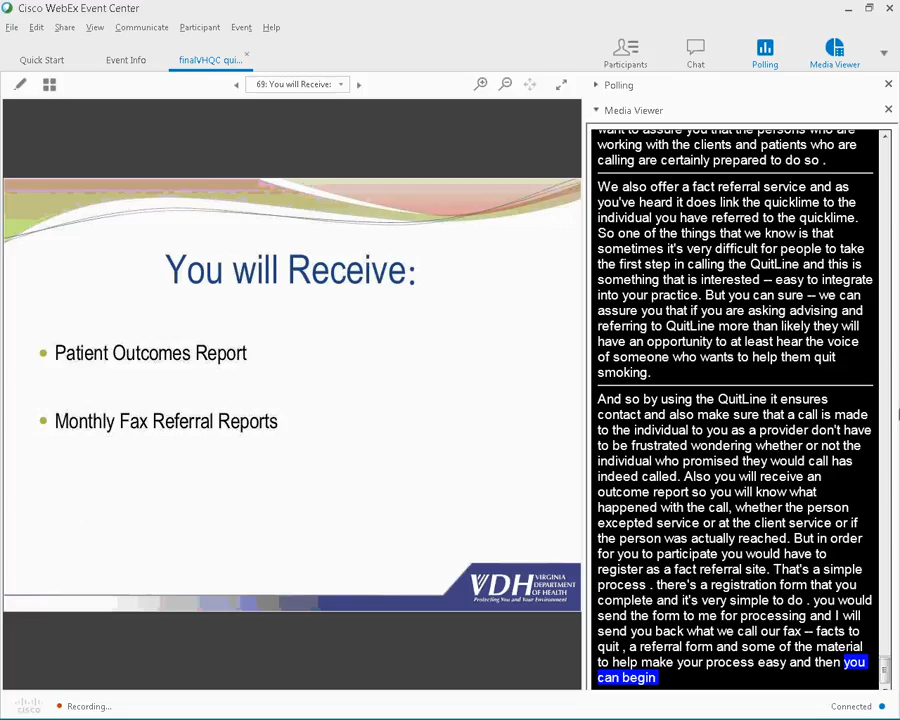 Cisco WebEx Event Center
File Edit Share View Communicate Participant Event Help
Quick Start Event Info finalVHQC qui...
Participants Chat Polling Media Viewer
69: You will Receive:
Polling
Media Viewer
You will Receive:
• Patient Outcomes Report
• Monthly Fax Referral Reports
VDH VIRGINIA
DEPARTMENT
OF HEALTH
Protecting You and Your Environment
want to assure you that the persons who are
working with the clients and patients who are
calling are certainly prepared to do so .
We also offer a fact referral service and as
you've heard it does link the quicklime to the
individual you have referred to the quicklime.
So one of the things that we know is that
sometimes it's very difficult for people to take
the first step in calling the QuitLine and this is
something that is interested -- easy to integrate
into your practice. But you can sure -- we can
assure you that if you are asking advising and
referring to QuitLine more than likely they will
have an opportunity to at least hear the voice
of someone who wants to help them quit
smoking.
And so by using the QuitLine it ensures
contact and also make sure that a call is made
to the individual to you as a provider don't have
to be frustrated wondering whether or not the
individual who promised they would call has
indeed called. Also you will receive an
outcome report so you will know what
happened with the call, whether the person
excepted service or at the client service or if
the person was actually reached. But in order
for you to participate you would have to
register as a fact referral site. That's a simple
process . there's a registration form that you
complete and it's very simple to do . you would
send the form to me for processing and I will
send you back what we call our fax -- facts to
quit , a referral form and some of the material
to help make your process easy and then you
can begin
cisco
Recording...
Connected